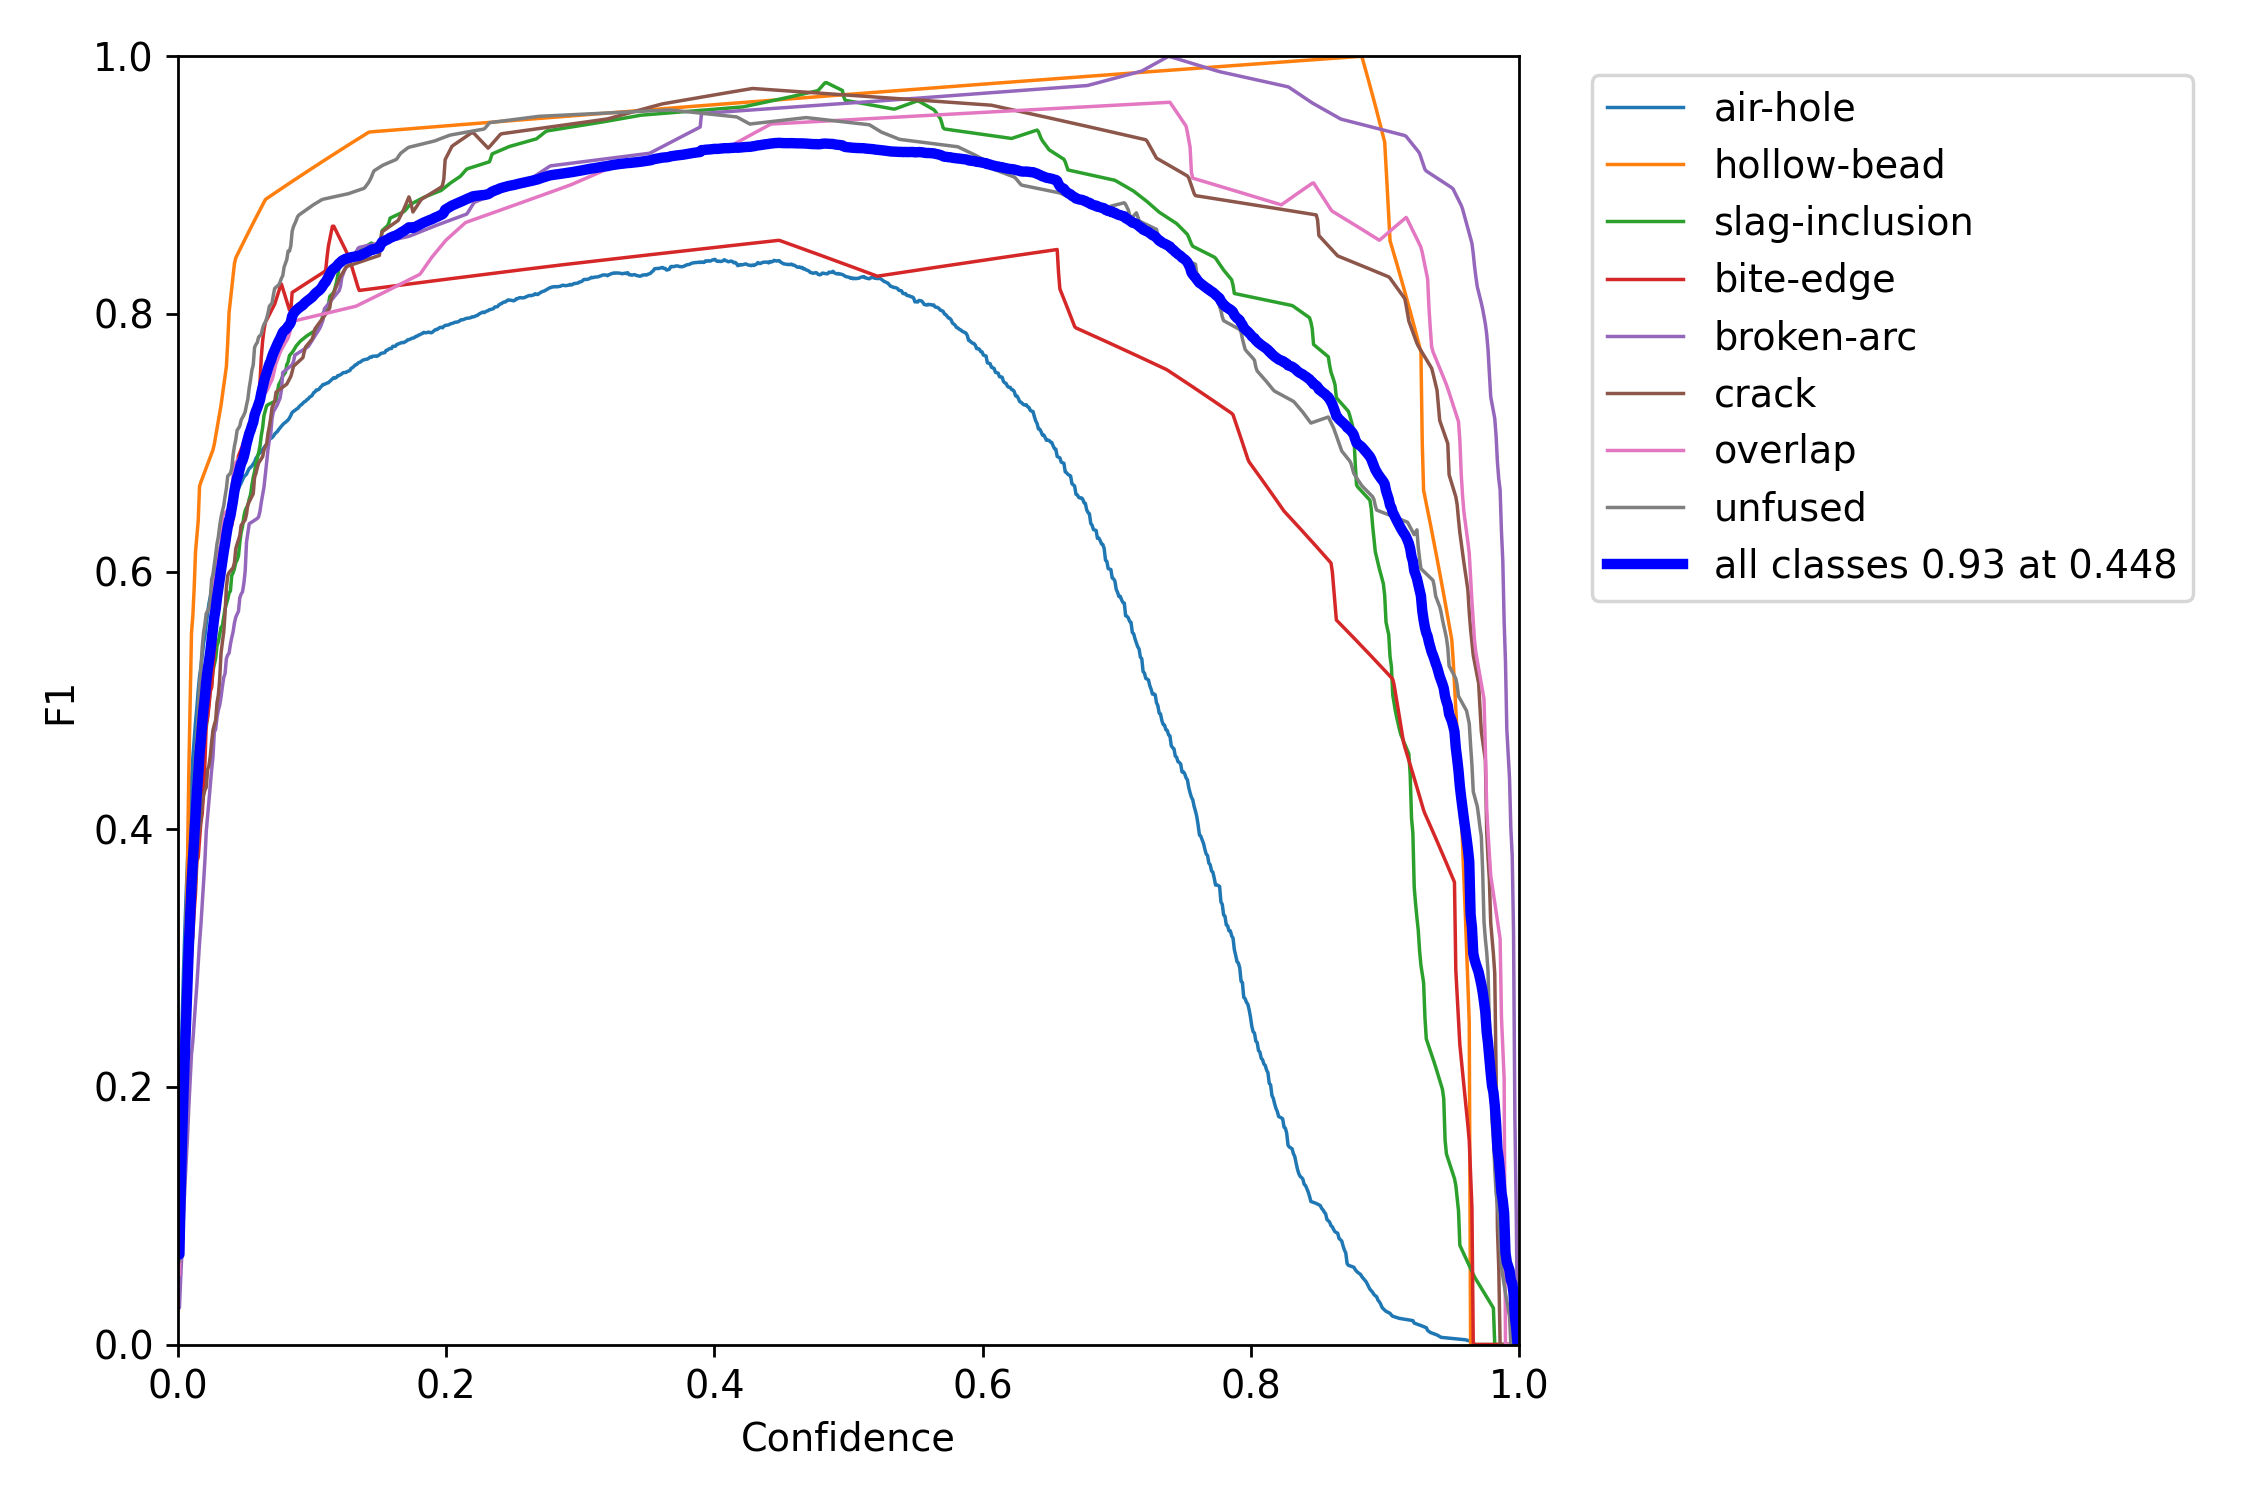 1.0
0.8
0.6
0.4
0.2
0.0
F1
0.0 0.2 0.4 0.6 0.8 1.0
Confidence
air-hole
hollow-bead
slag-inclusion
bite-edge
broken-arc
crack
overlap
unfused
all classes 0.93 at 0.448